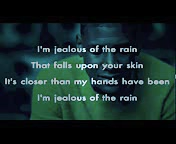 I'm jealous of the rain
That falls upon your skin
It's closer than my hands have been
I'm jealous of the rain